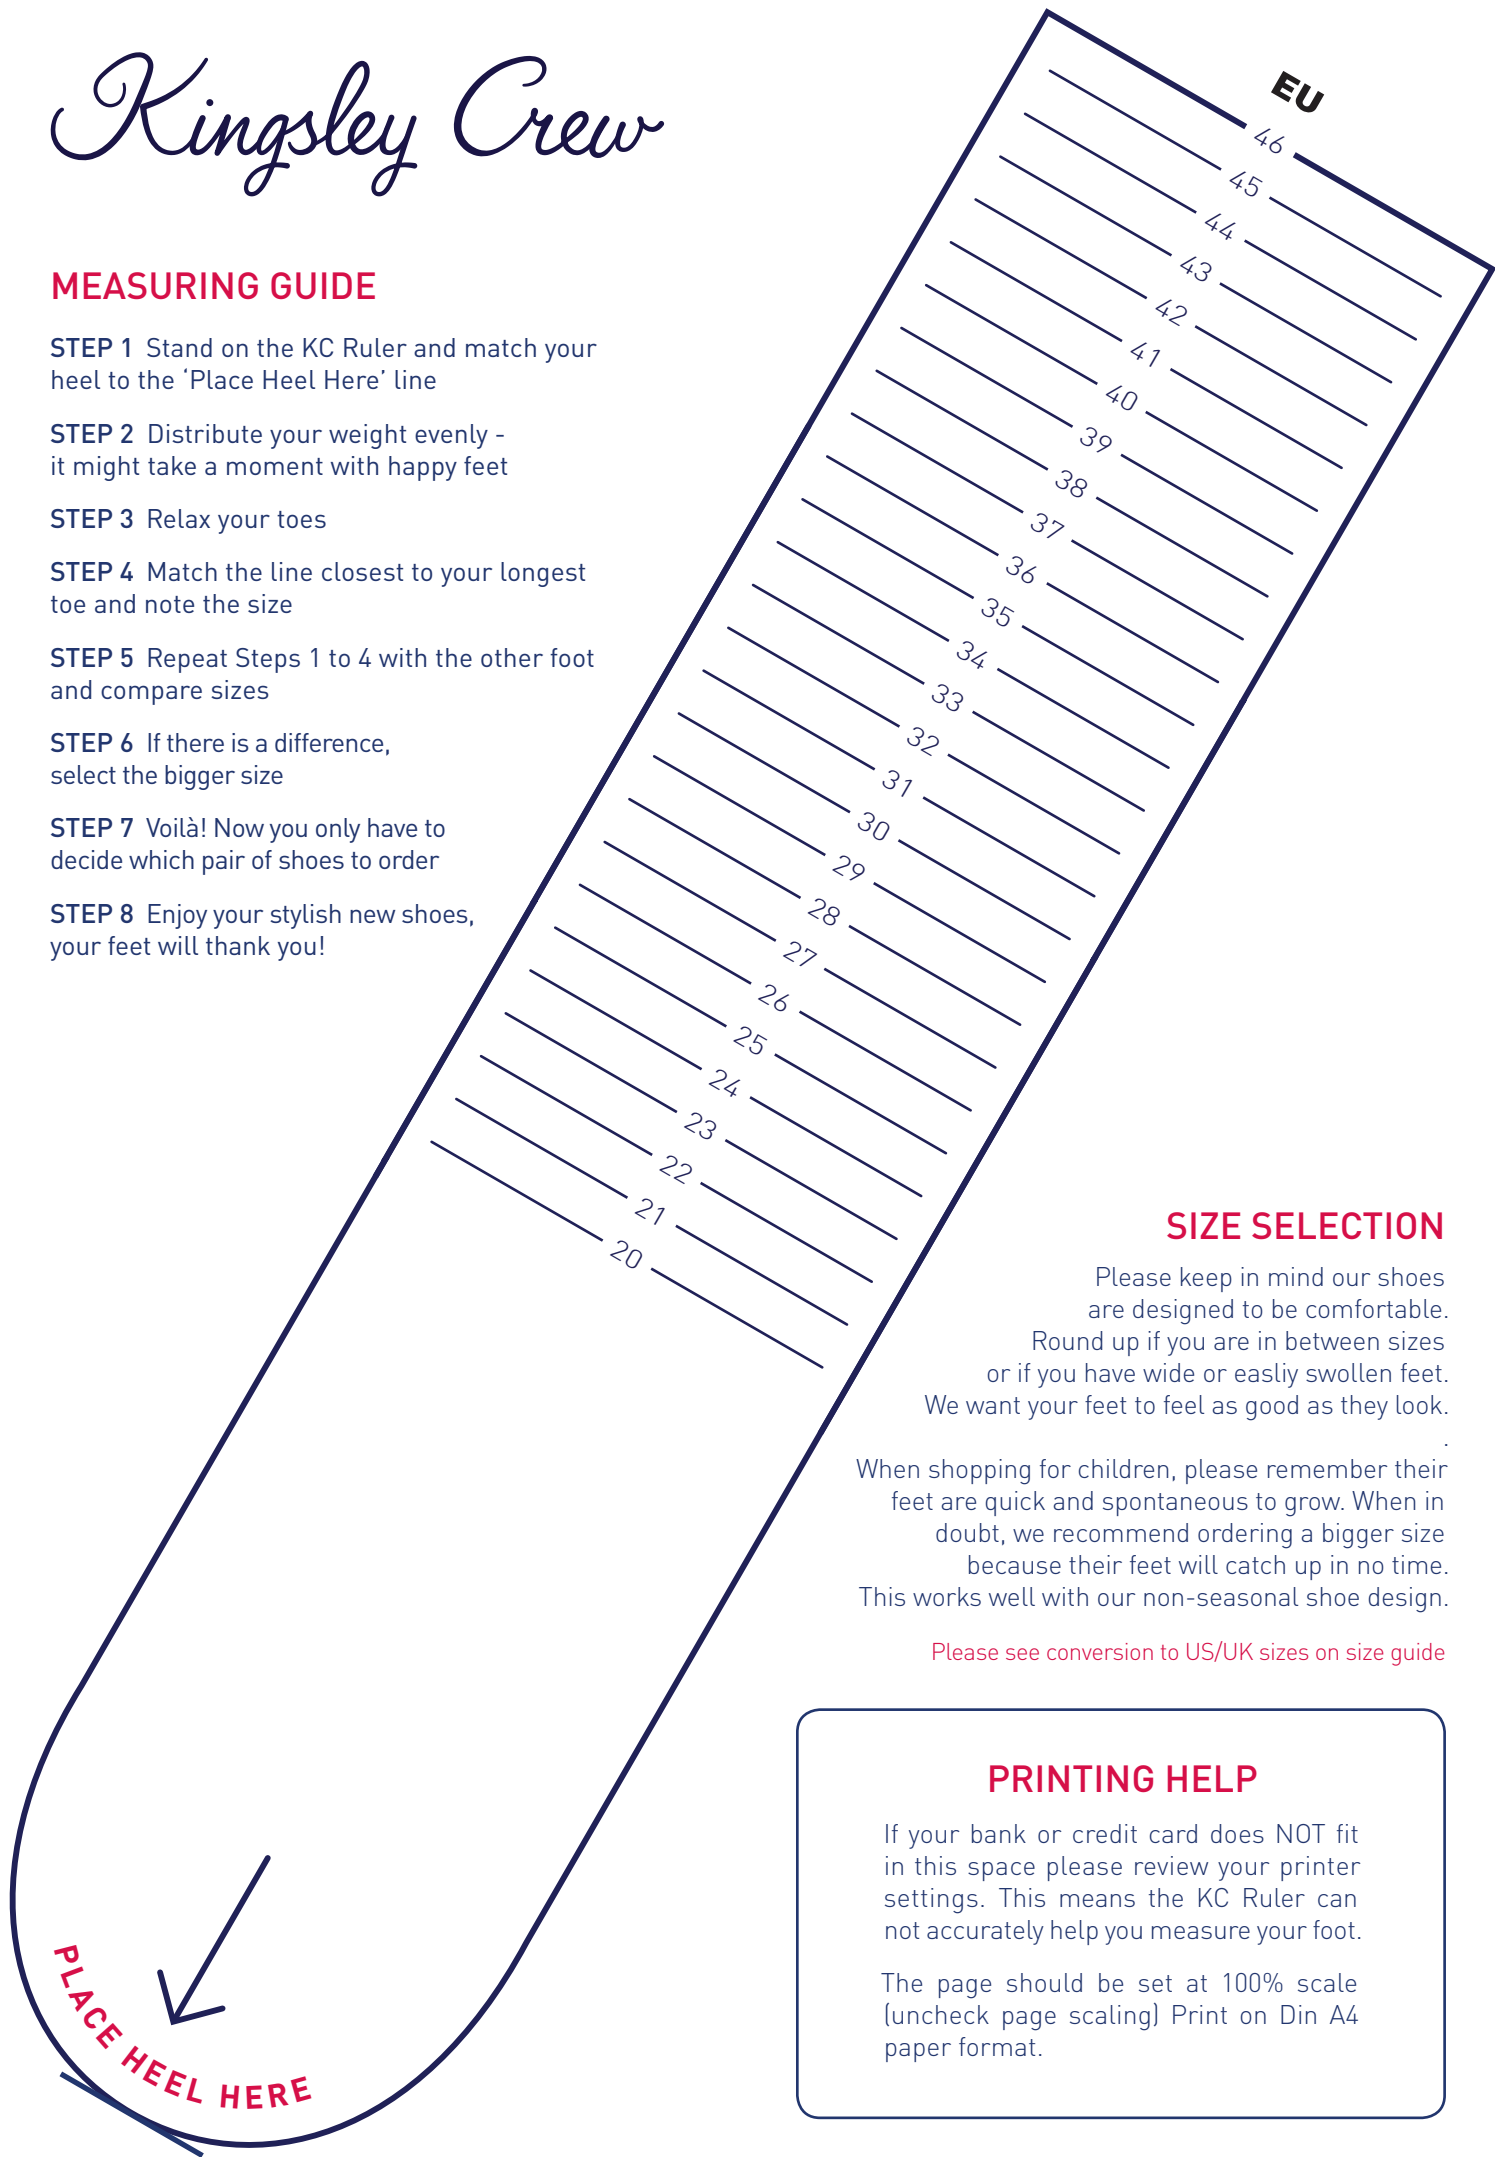 Kingsley Crew
MEASURING GUIDE
STEP 1 Stand on the KC Ruler and match your
heel to the ‘Place Heel Here’ line
STEP 2 Distribute your weight evenly -
it might take a moment with happy feet
STEP 3 Relax your toes
STEP 4 Match the line closest to your longest
toe and note the size
STEP 5 Repeat Steps 1 to 4 with the other foot
and compare sizes
STEP 6 If there is a difference,
select the bigger size
STEP 7 Voilà! Now you only have to
decide which pair of shoes to order
STEP 8 Enjoy your stylish new shoes,
your feet will thank you!
EU
46
45
44
43
42
41
40
39
38
37
36
35
34
33
32
31
30
29
28
27
26
25
24
23
22
21
20
PLACE HEEL HERE
SIZE SELECTION
Please keep in mind our shoes
are designed to be comfortable.
Round up if you are in between sizes
or if you have wide or easliy swollen feet.
We want your feet to feel as good as they look.
.
When shopping for children, please remember their
feet are quick and spontaneous to grow. When in
doubt, we recommend ordering a bigger size
because their feet will catch up in no time.
This works well with our non-seasonal shoe design.
Please see conversion to US/UK sizes on size guide
PRINTING HELP
If your bank or credit card does NOT fit
in this space please review your printer
settings. This means the KC Ruler can
not accurately help you measure your foot.
The page should be set at 100% scale
(uncheck page scaling) Print on Din A4
paper format.